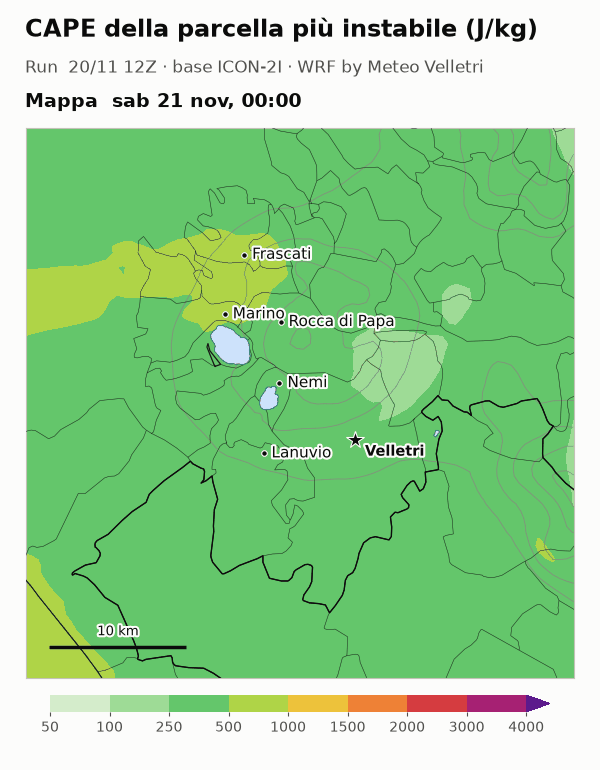 CAPE della parcella più instabile (J/kg)
Run  20/11 12Z · base ICON-2I · WRF by Meteo Velletri
Mappa  sab 21 nov, 00:00
Frascati
Marino
Rocca di Papa
Nemi
Velletri
Lanuvio
10 km
50 100 250 500 1000 1500 2000 3000 4000